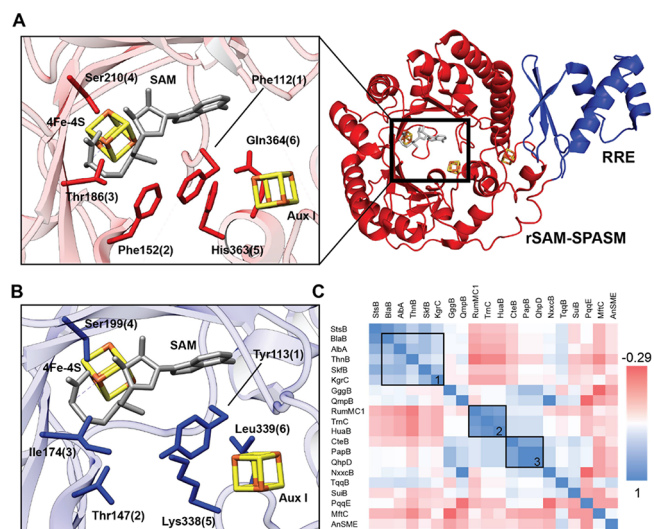 A
Ser210(4)
SAM
Phe112(1)
4Fe-4S
Gln364(6)
Thr186(3)
Aux I
Phe152(2)
His363(5)
RRE
rSAM-SPASM
B
Ser199(4)
SAM
Tyr113(1)
4Fe-4S
Leu339(6)
Ile174(3)
Aux I
Thr147(2)
Lys338(5)
C
StsB BlaB AlbA ThnB SkfB KgrC GggB QmpB RumMC1 TrnC HuaB CteB PapB QhpD NxxcB TqqB SuiB PqqE MftC AnSME
StsB
BlaB
AlbA
ThnB
SkfB
KgrC 1
GggB
QmpB
RumMC1
TrnC
HuaB 2
CteB
PapB
QhpD 3
NxxcB
TqqB
SuiB
PqqE
MftC
AnSME
-0.29
1